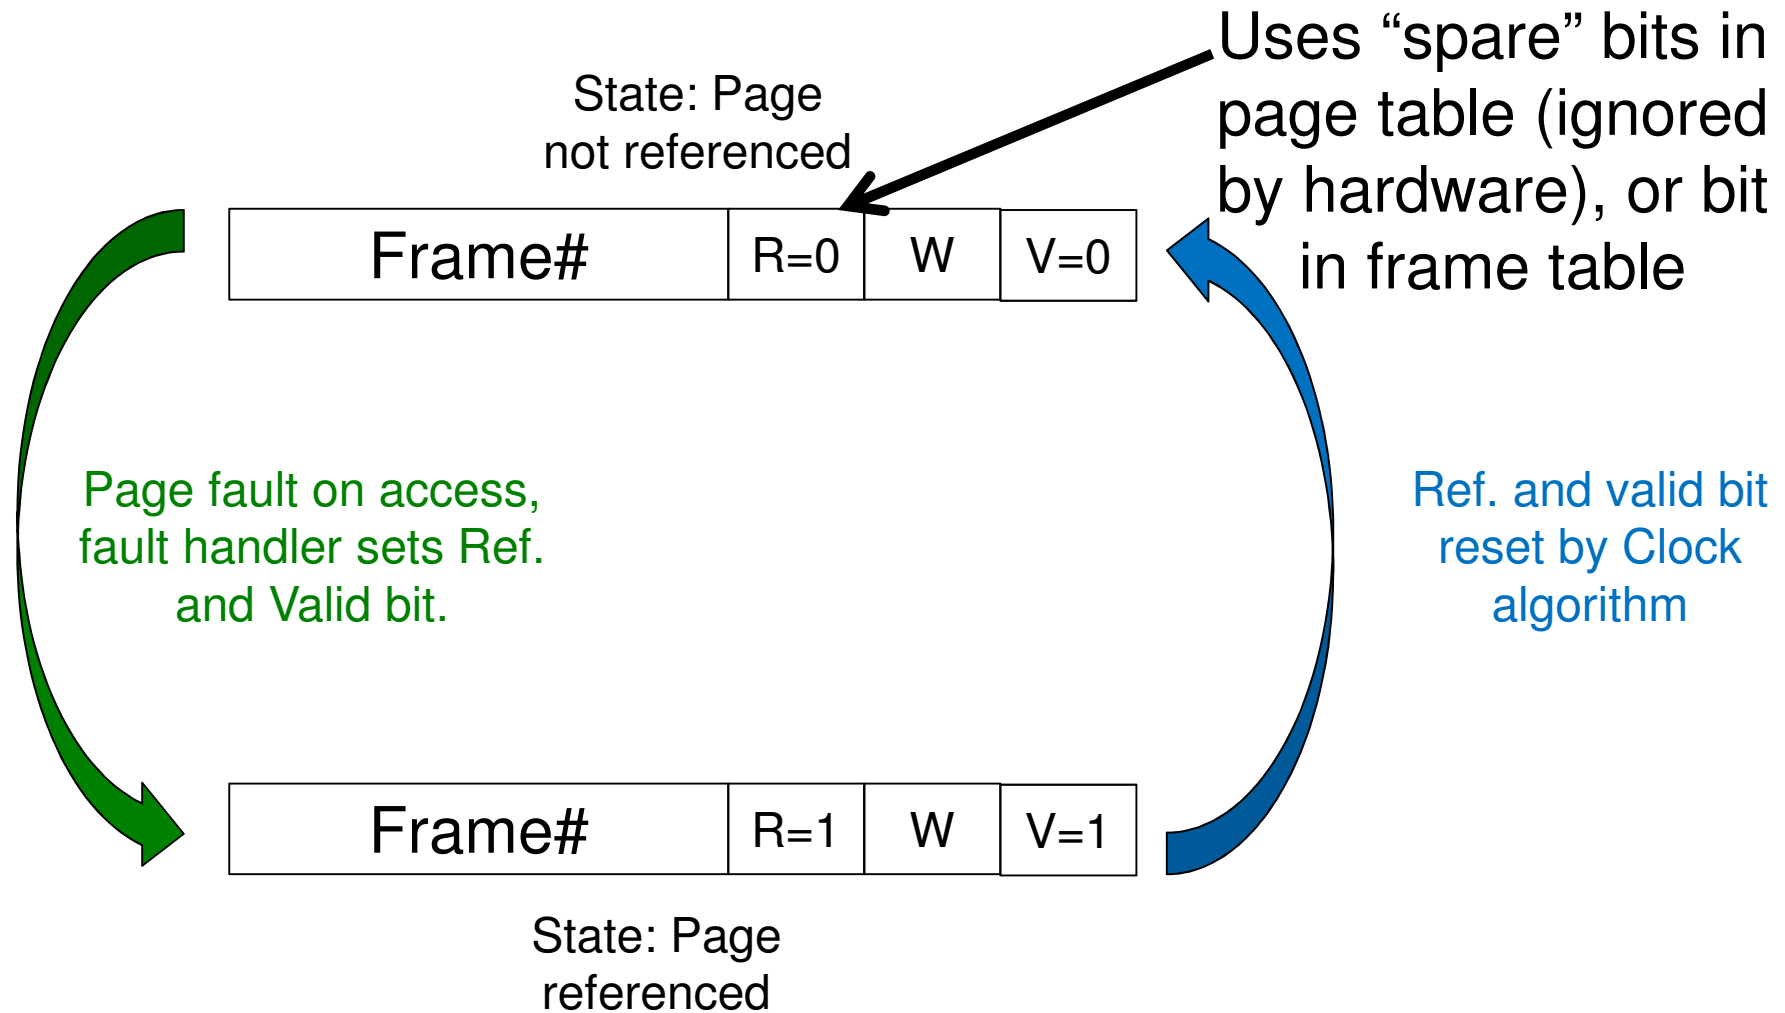 Uses “spare” bits in
page table (ignored
by hardware), or bit
in frame table
State: Page
not referenced
Frame# R=0 W V=0
Page fault on access,
fault handler sets Ref.
and Valid bit.
Ref. and valid bit
reset by Clock
algorithm
Frame# R=1 W V=1
State: Page
referenced